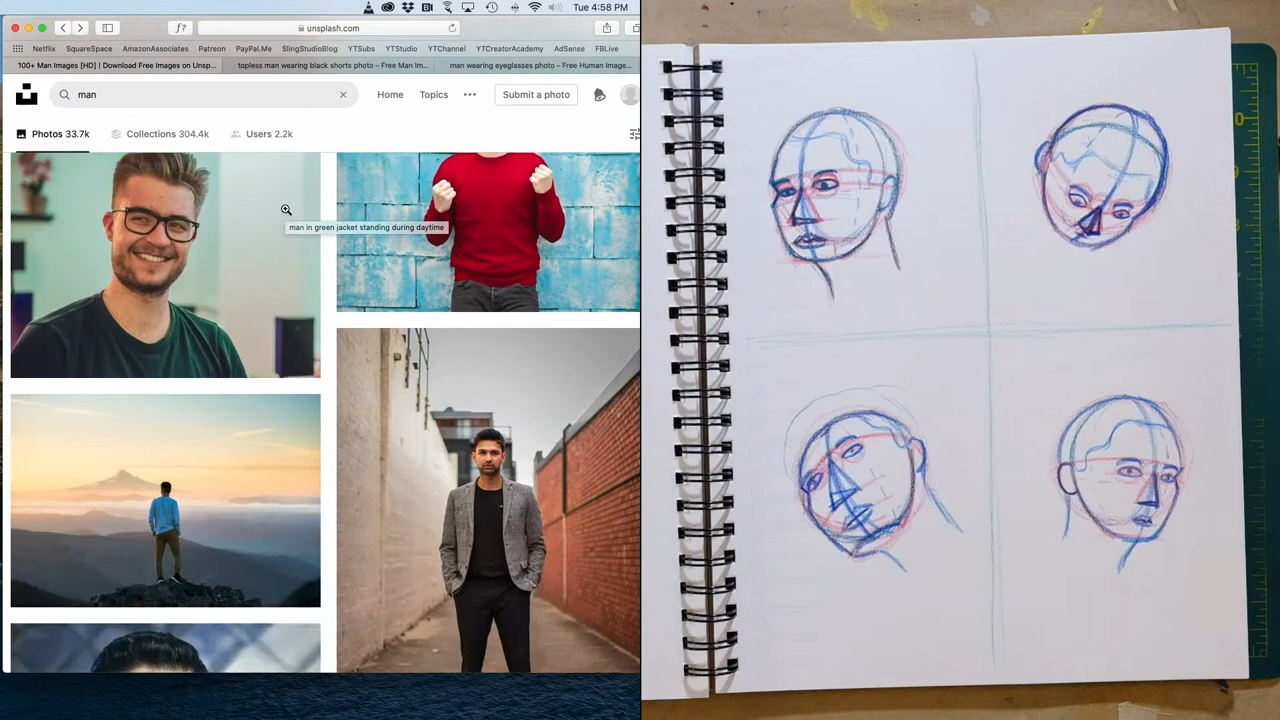 Tue 4:58 PM
unsplash.com
Netflix SquareSpace AmazonAssociates Patreon PayPal.Me SlingStudioBlog YTSubs YTStudio YTChannel YTCreatorAcademy AdSense FBLive
100+ Man Images [HD] | Download Free Images on Unsp... topless man wearing black shorts photo – Free Man Im... man wearing eyeglasses photo – Free Human Image...
man Home Topics Submit a photo
Photos 33.7k Collections 304.4k Users 2.2k
man in green jacket standing during daytime